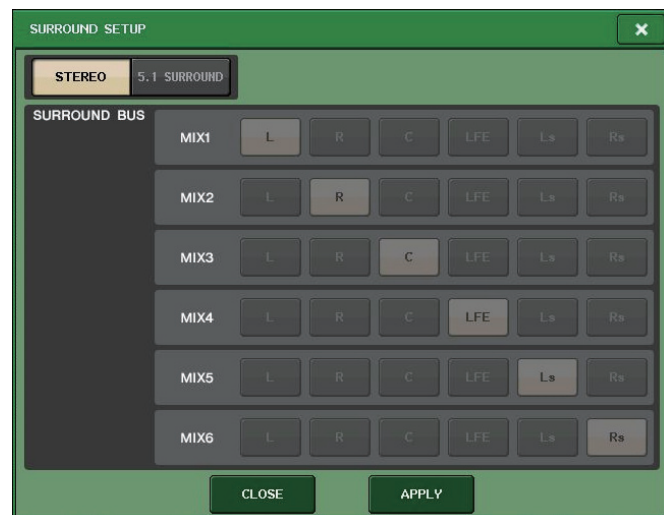 SURROUND SETUP
STEREO 5.1 SURROUND
SURROUND BUS
MIX1 L R C LFE Ls Rs
MIX2 L R C LFE Ls Rs
MIX3 L R C LFE Ls Rs
MIX4 L R C LFE Ls Rs
MIX5 L R C LFE Ls Rs
MIX6 L R C LFE Ls Rs
CLOSE APPLY